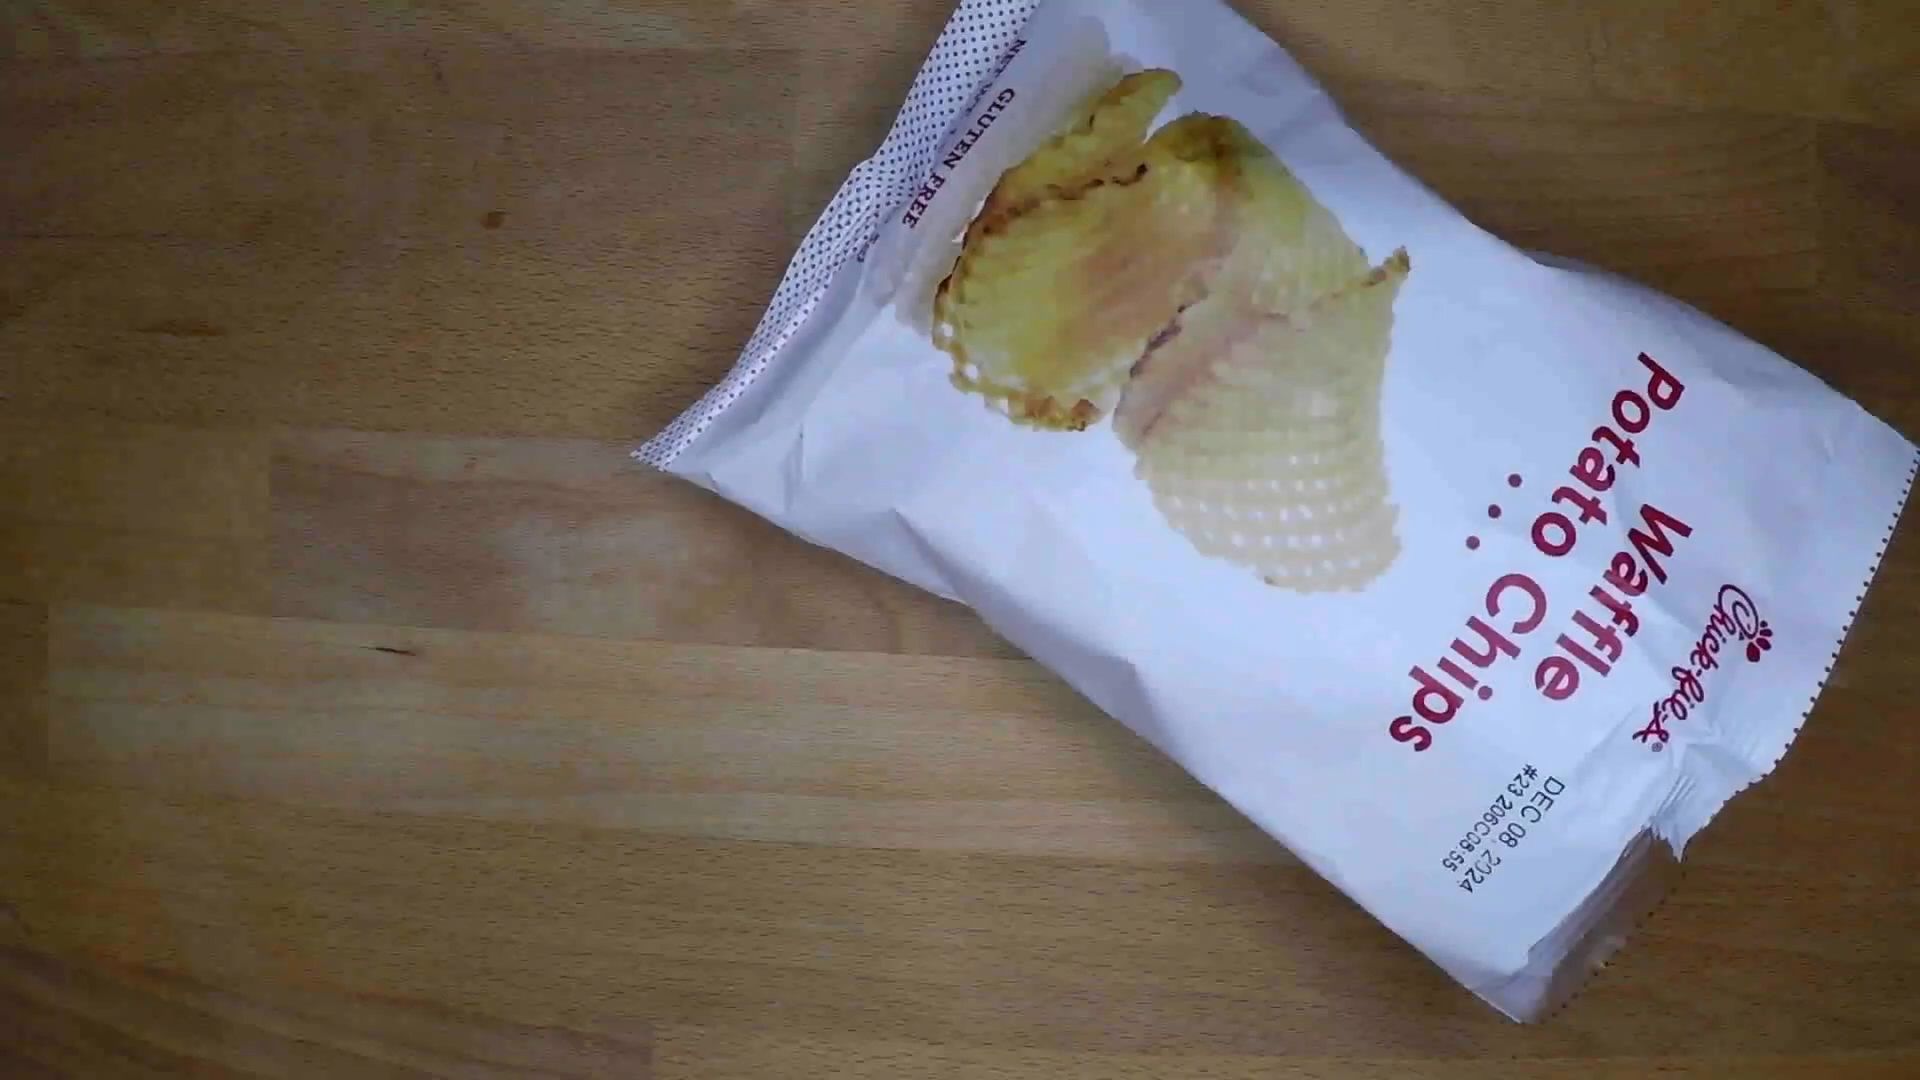 Chick-fil-A®
Waffle
Potato Chips
DEC 08, 2024
#23 206C08:55
GLUTEN FREE